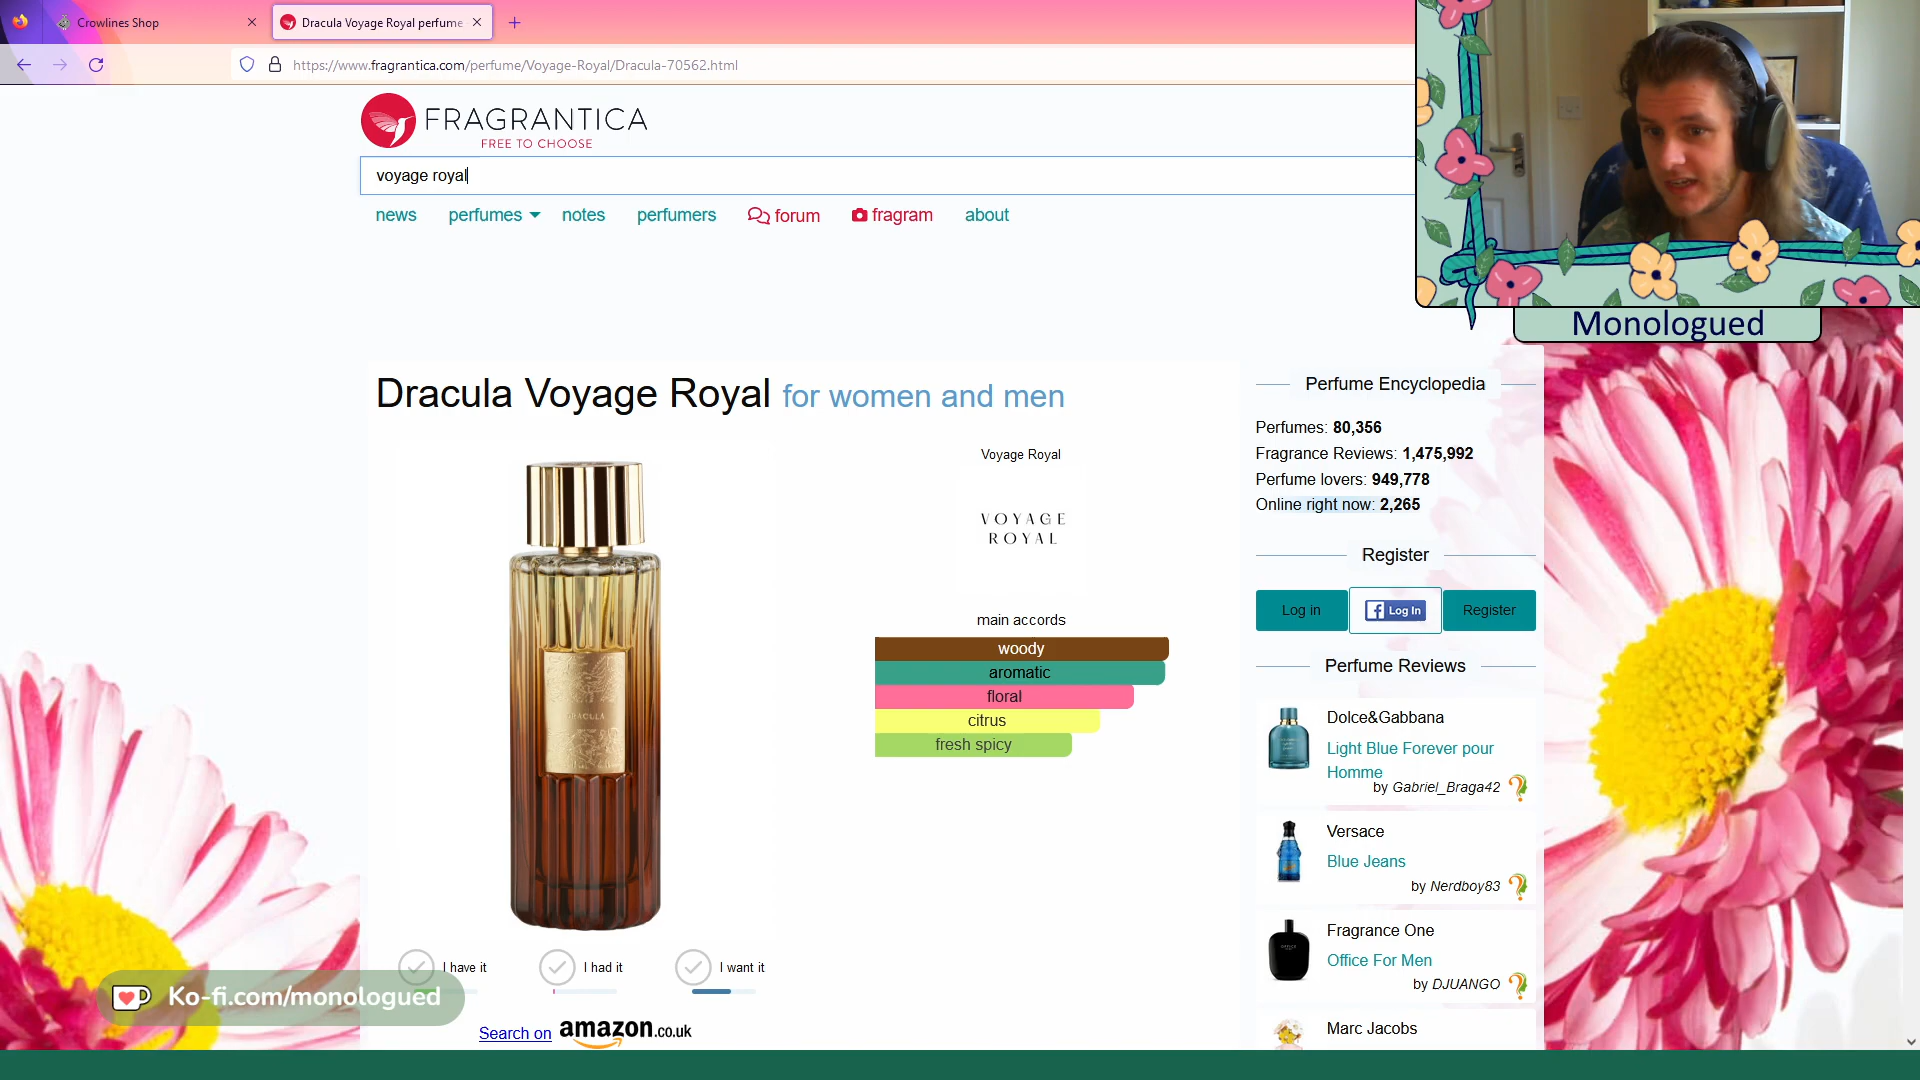 Crowlines Shop
Dracula Voyage Royal perfume
https://www.fragrantica.com/perfume/Voyage-Royal/Dracula-70562.html
FRAGRANTICA
FREE TO CHOOSE
voyage royal
news perfumes notes perfumers forum fragram about
Monologued
Dracula Voyage Royal for women and men
Voyage Royal
VOYAGE
ROYAL
main accords
woody
aromatic
floral
citrus
fresh spicy
DRACULA
I have it I had it I want it
Search on amazon.co.uk
Ko-fi.com/monologued
Perfume Encyclopedia
Perfumes: 80,356
Fragrance Reviews: 1,475,992
Perfume lovers: 949,778
Online right now: 2,265
Register
Log in Log In Register
Perfume Reviews
Dolce&Gabbana
Light Blue Forever pour
Homme
by Gabriel_Braga42
Versace
Blue Jeans
by Nerdboy83
Fragrance One
Office For Men
by DJUANGO
Marc Jacobs